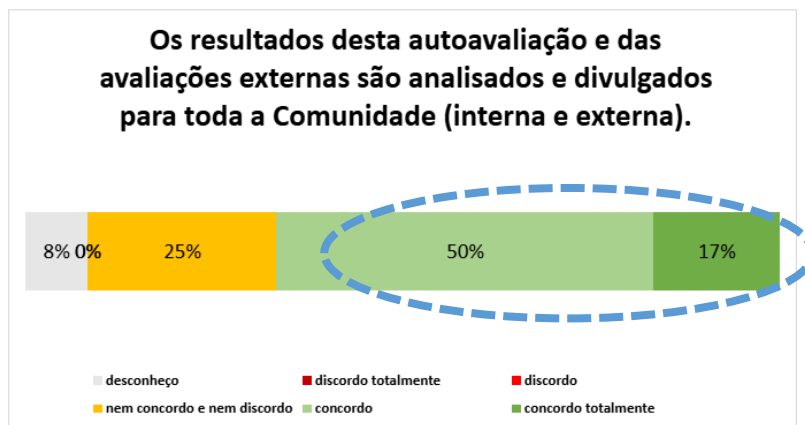 Os resultados desta autoavaliação e das
avaliações externas são analisados e divulgados
para toda a Comunidade (interna e externa).
8% 0% 25% 50% 17%
desconheço discordo totalmente discordo
nem concordo e nem discordo concordo concordo totalmente